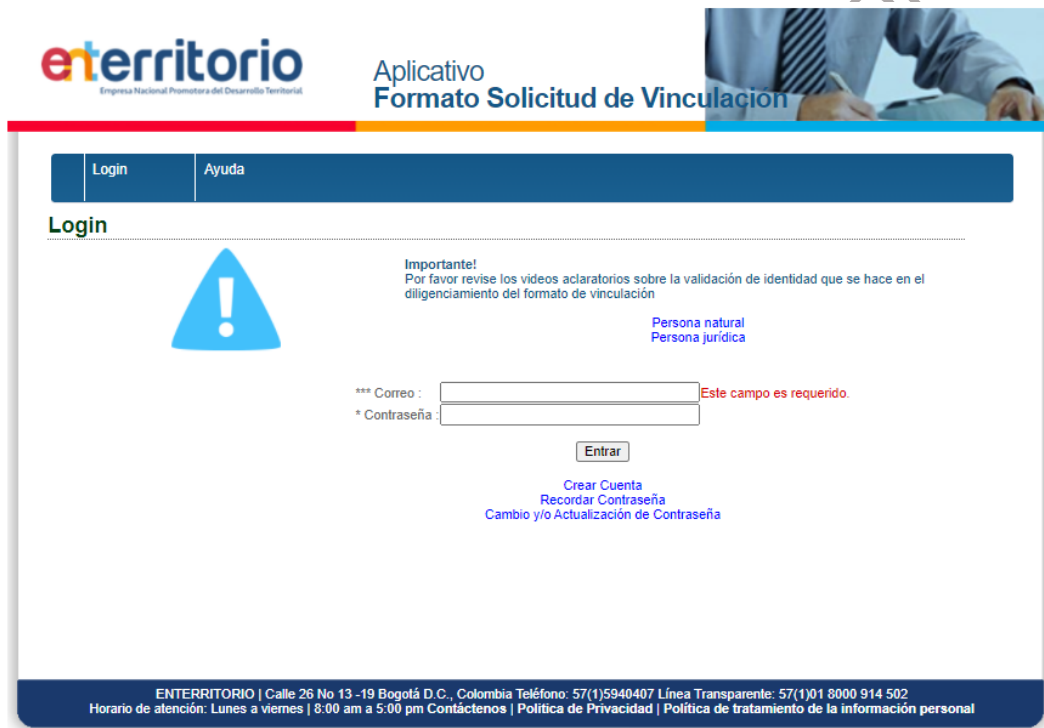 enterritorio
Empresa Nacional Promotora del Desarrollo Territorial
Aplicativo
Formato Solicitud de Vinculación
Login
Ayuda
Login
Importante!
Por favor revise los videos aclaratorios sobre la validación de identidad que se hace en el
diligenciamiento del formato de vinculación
Persona natural
Persona jurídica
*** Correo : Este campo es requerido.
* Contraseña :
Entrar
Crear Cuenta
Recordar Contraseña
Cambio y/o Actualización de Contraseña
ENTERRITORIO | Calle 26 No 13 -19 Bogotá D.C., Colombia Teléfono: 57(1)5940407 Línea Transparente: 57(1)01 8000 914 502
Horario de atención: Lunes a viernes | 8:00 am a 5:00 pm Contáctenos | Politica de Privacidad | Política de tratamiento de la información personal